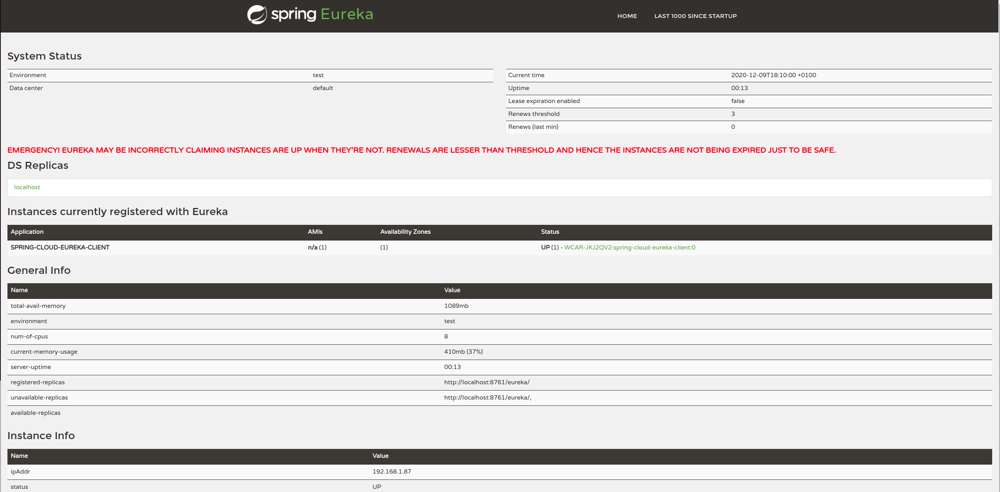 spring Eureka
HOME LAST 1000 SINCE STARTUP
System Status
Environment test
Data center default
Current time 2020-12-09T18:10:00 +0100
Uptime 00:13
Lease expiration enabled false
Renews threshold 3
Renews (last min) 0
EMERGENCY! EUREKA MAY BE INCORRECTLY CLAIMING INSTANCES ARE UP WHEN THEY'RE NOT. RENEWALS ARE LESSER THAN THRESHOLD AND HENCE THE INSTANCES ARE NOT BEING EXPIRED JUST TO BE SAFE.
DS Replicas
localhost
Instances currently registered with Eureka
Application AMIs Availability Zones Status
SPRING-CLOUD-EUREKA-CLIENT n/a (1) (1) UP (1) - WCAR-JKJ2QV2:spring-cloud-eureka-client:0
General Info
Name Value
total-avail-memory 1089mb
environment test
num-of-cpus 8
current-memory-usage 410mb (37%)
server-uptime 00:13
registered-replicas http://localhost:8761/eureka/
unavailable-replicas http://localhost:8761/eureka/,
available-replicas
Instance Info
Name Value
ipAddr 192.168.1.87
status UP